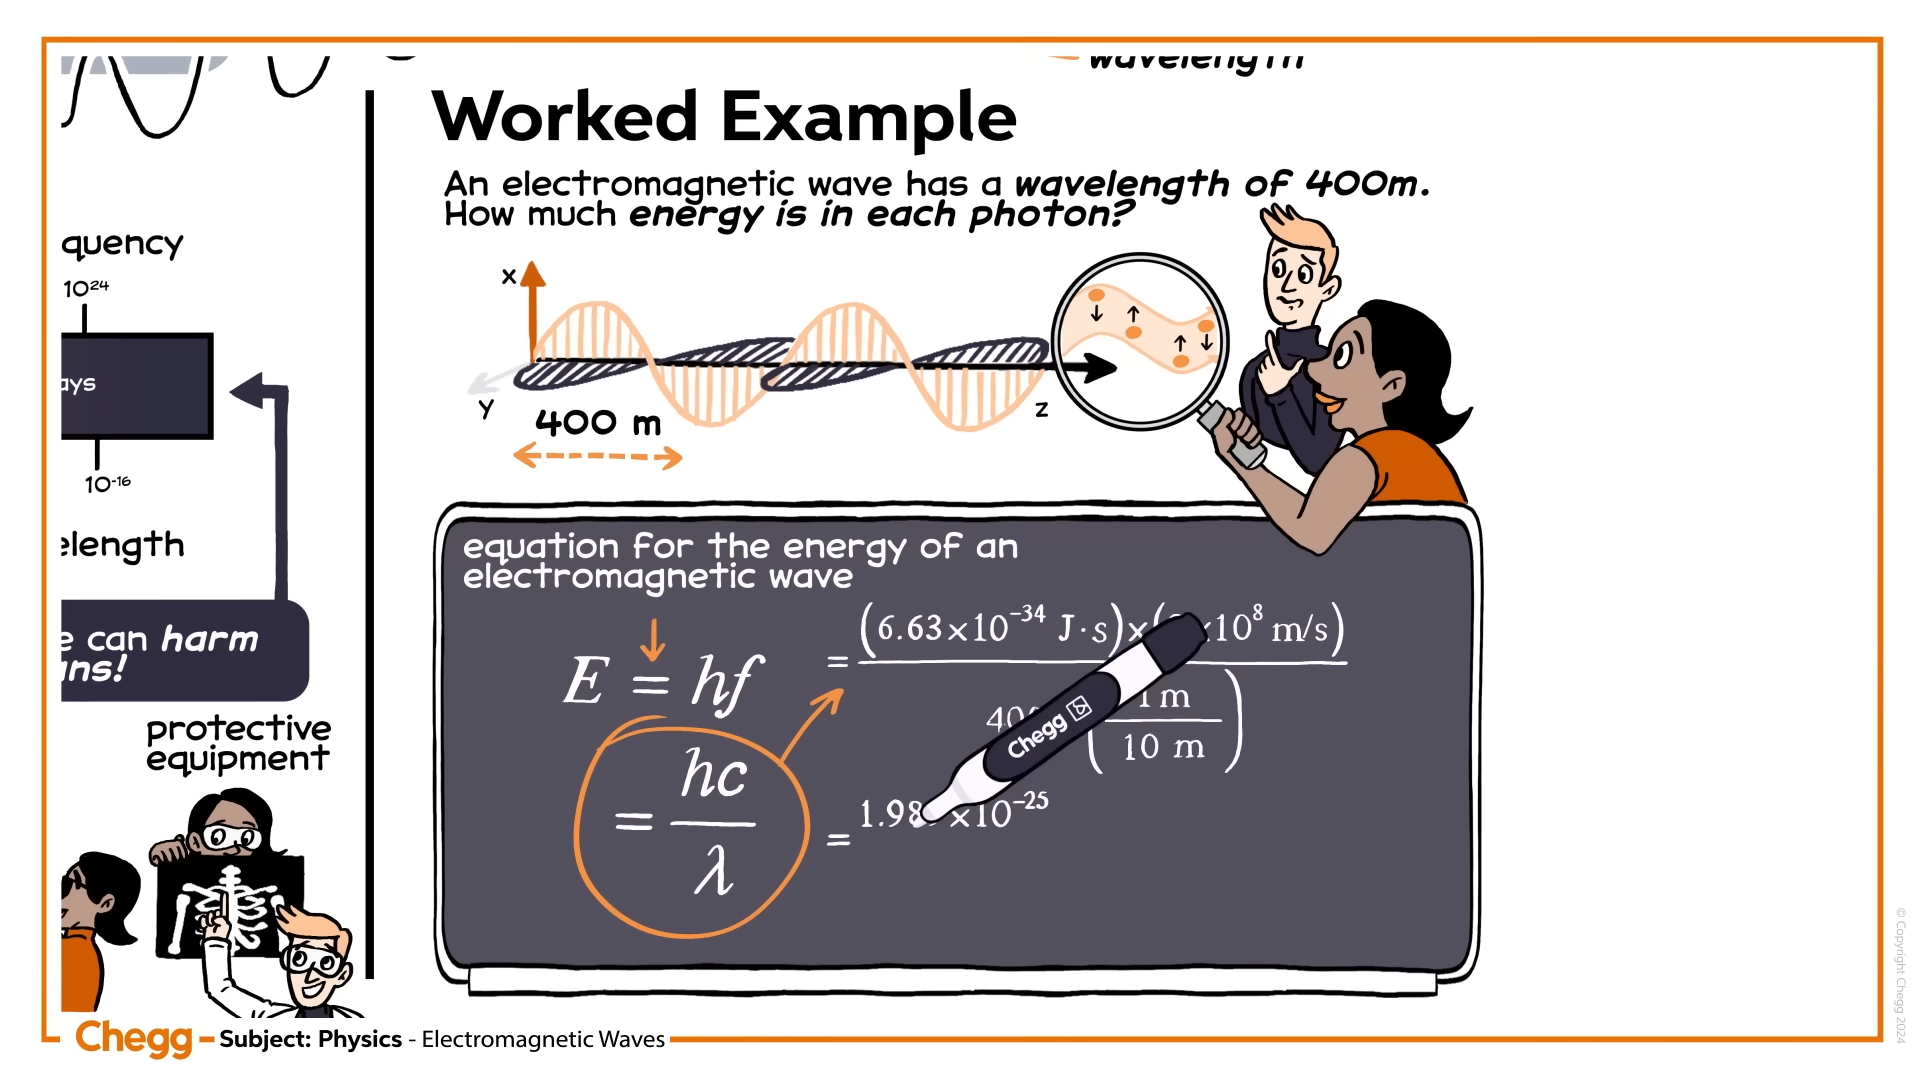 wavelength
Worked Example
An electromagnetic wave has a wavelength of 400m.
How much energy is in each photon?
quency
10²⁴
ays
10⁻¹⁶
elength
e can harm
ans!
protective
equipment
x
y
z
400 m
equation for the energy of an
electromagnetic wave
E = hf
= hc
λ
= (6.63×10⁻³⁴ J·s)×( ×10⁸ m/s)
40
(1 m
10 m)
= 1.98 ×10⁻²⁵
Chegg
Chegg - Subject: Physics - Electromagnetic Waves
© Copyright Chegg 2024